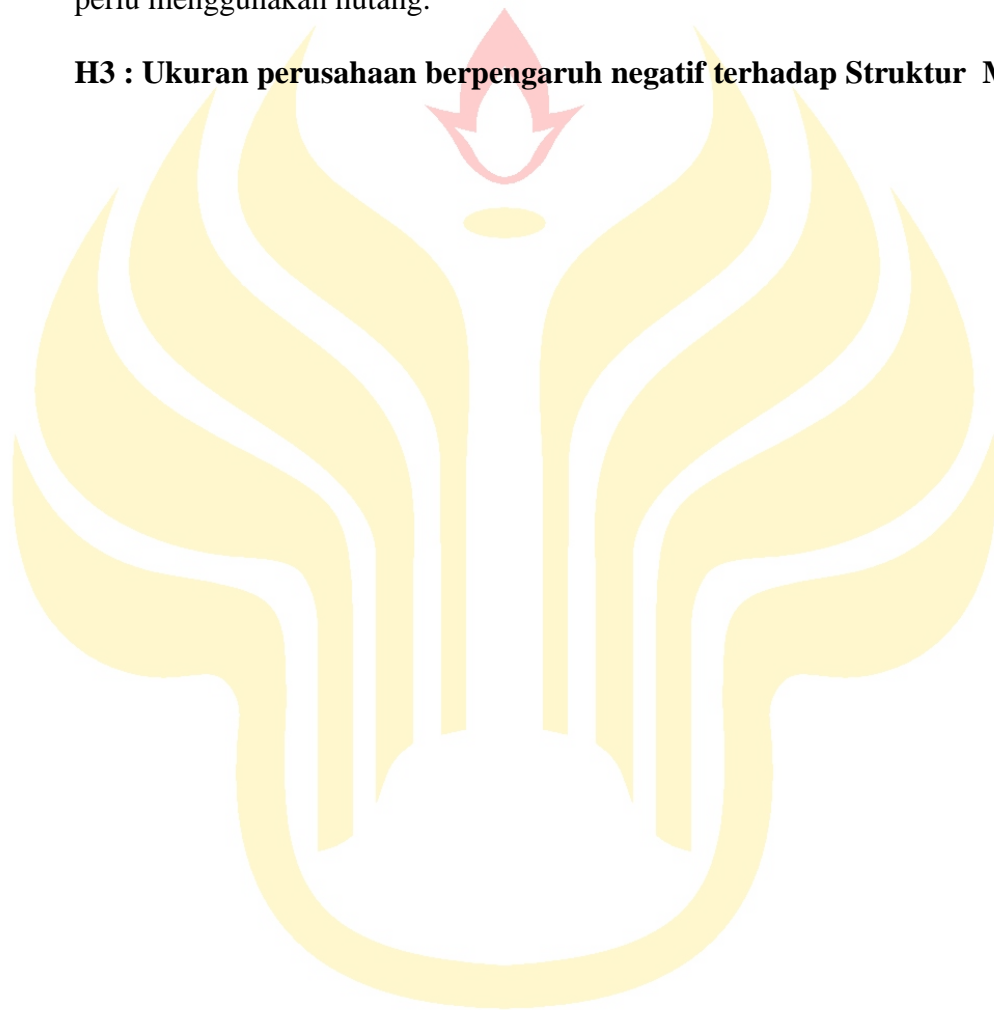 perlu menggunakan hutang.
H3 : Ukuran perusahaan berpengaruh negatif terhadap Struktur